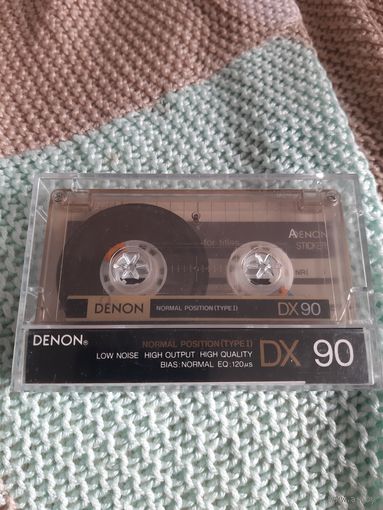 for titles
A DENON
STICKER
NR
DENON NORMAL POSITION (TYPE I) DX 90
DENON® NORMAL POSITION (TYPE I) DX 90
LOW NOISE HIGH OUTPUT HIGH QUALITY
BIAS: NORMAL EQ: 120μs